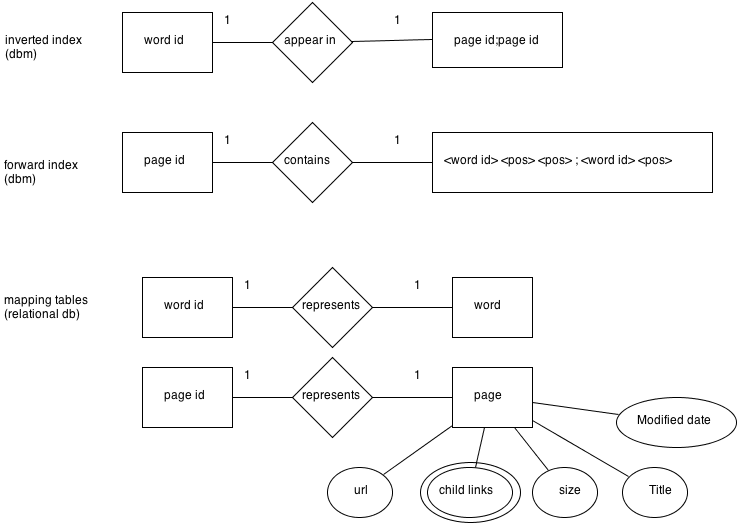 1
1
inverted index
(dbm)
word id
appear in
page id;page id
1
1
forward index
(dbm)
page id
contains
<word id> <pos> <pos> ; <word id> <pos>
1
1
mapping tables
(relational db)
word id
represents
word
1
1
page id
represents
page
Modified date
url
child links
size
Title